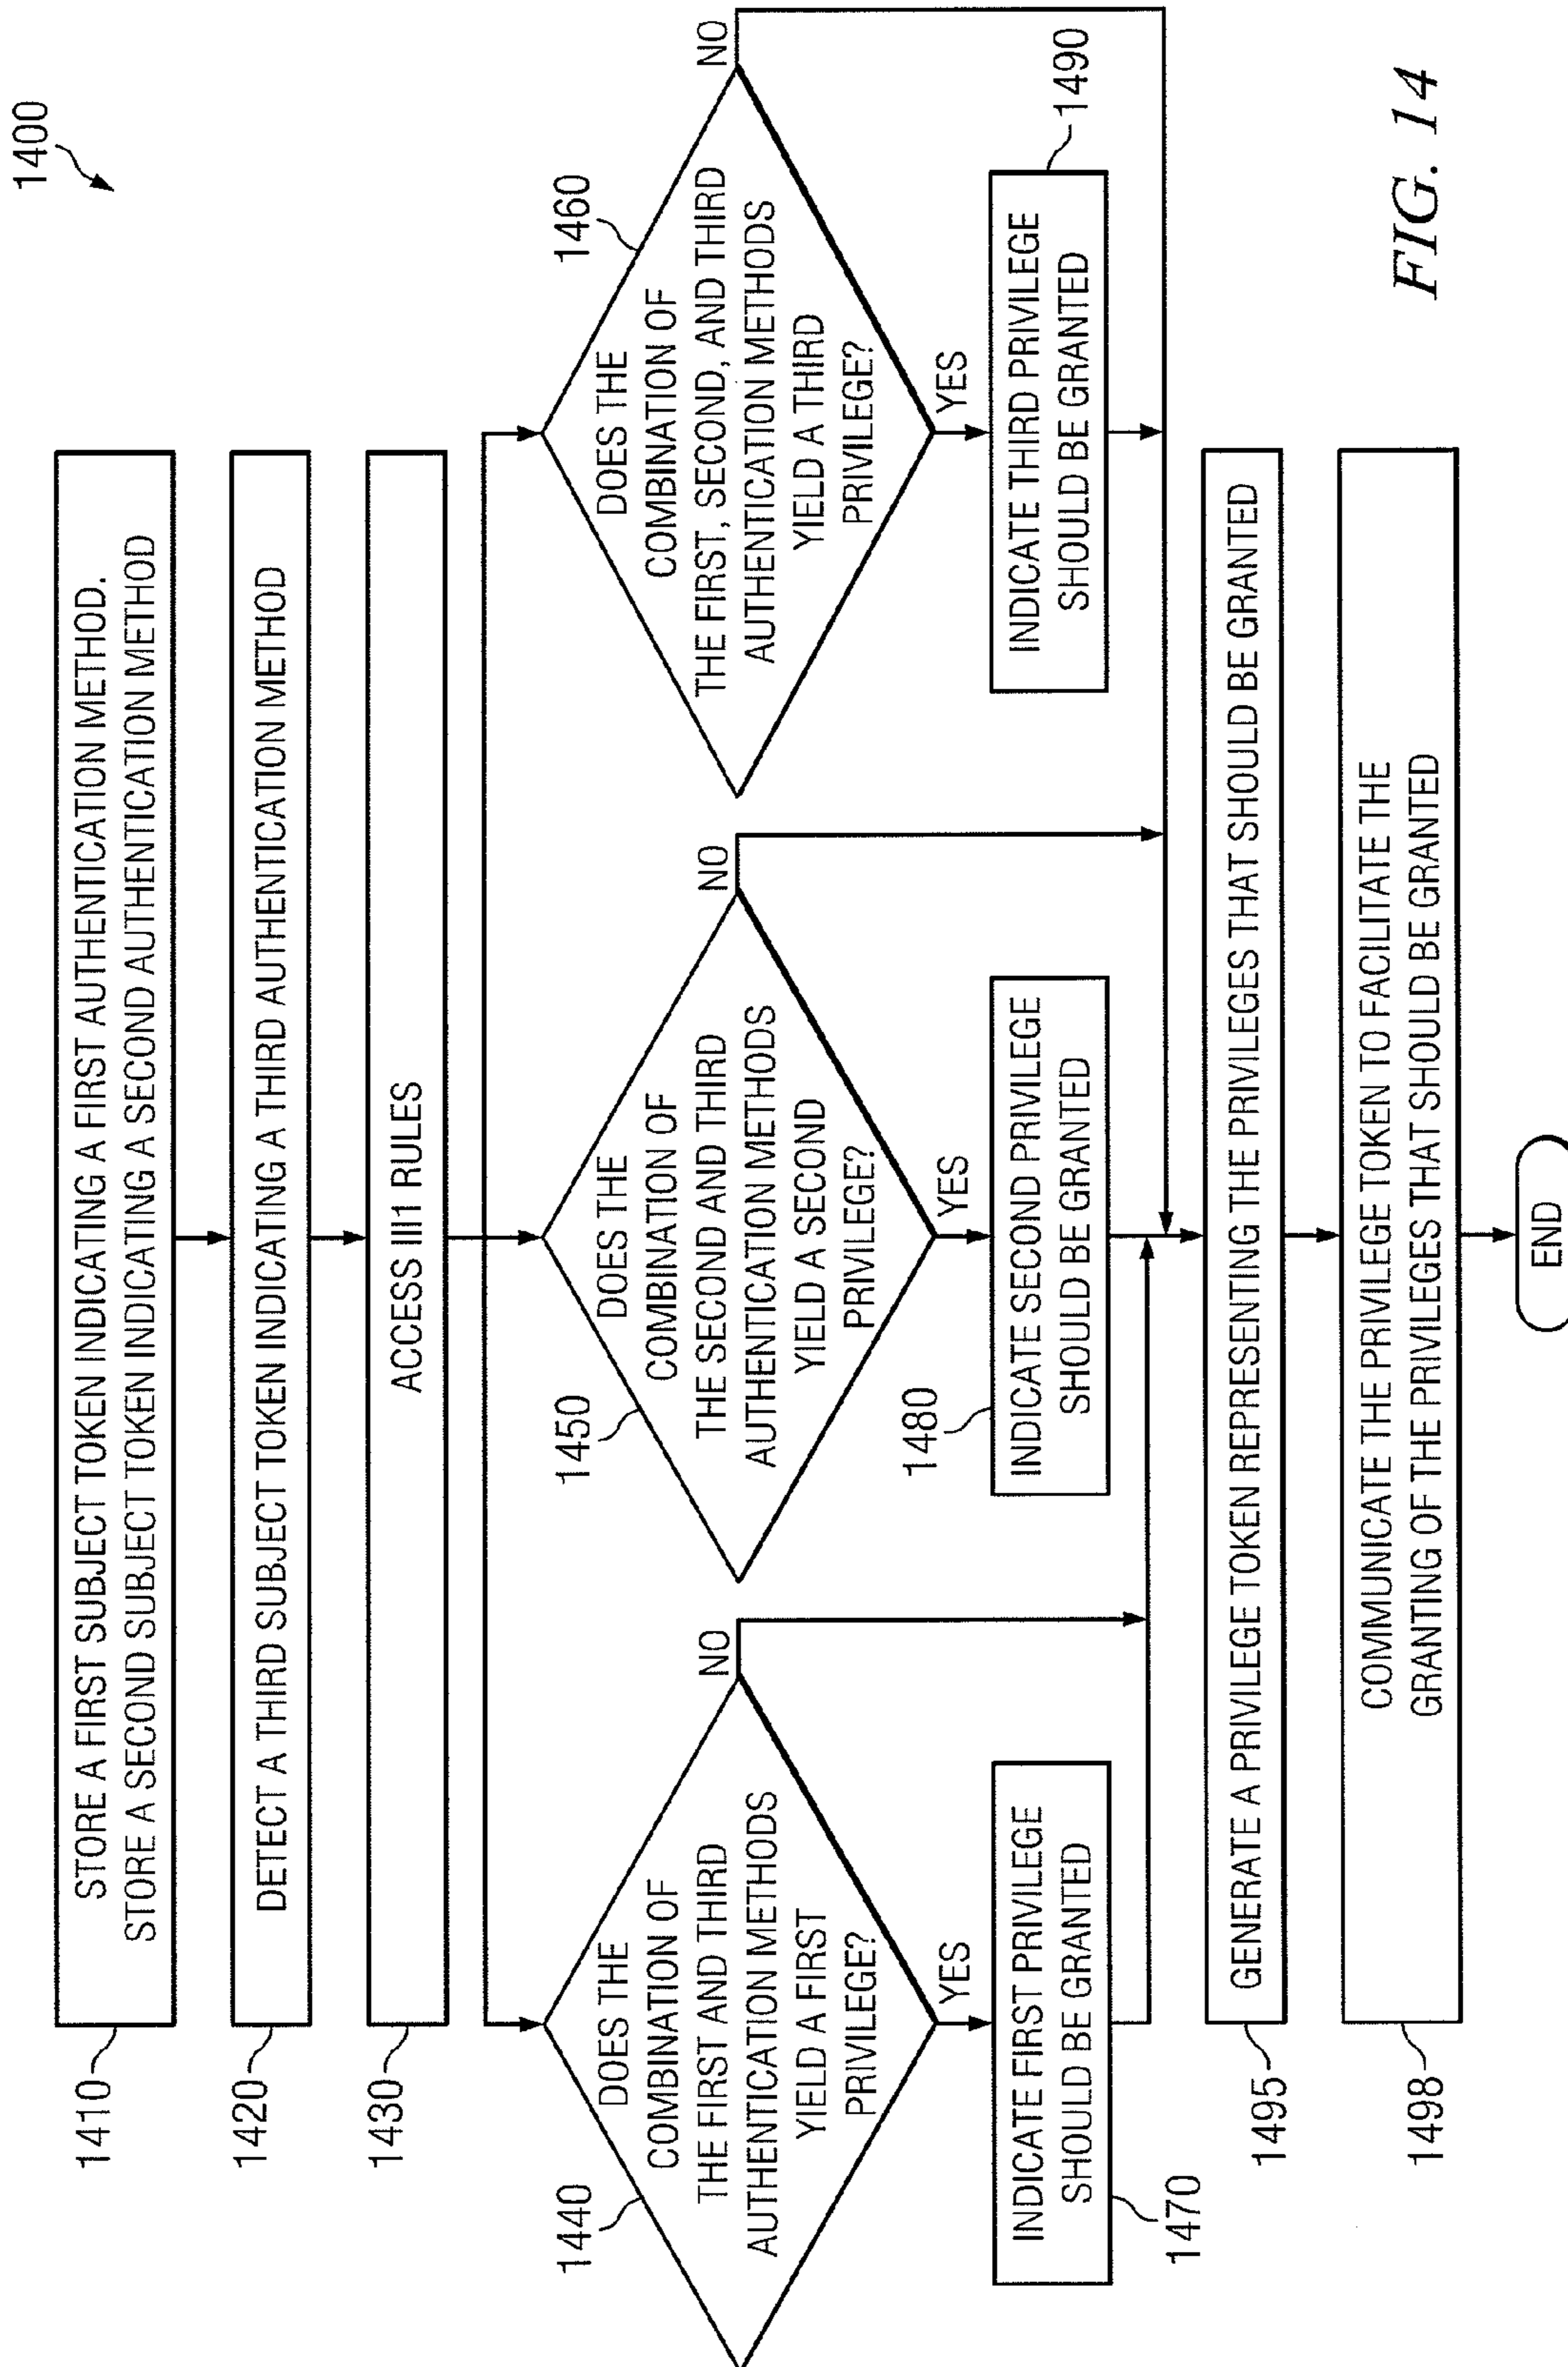 1400
1410
STORE A FIRST SUBJECT TOKEN INDICATING A FIRST AUTHENTICATION METHOD.
STORE A SECOND SUBJECT TOKEN INDICATING A SECOND AUTHENTICATION METHOD
1420
DETECT A THIRD SUBJECT TOKEN INDICATING A THIRD AUTHENTICATION METHOD
1430
ACCESS III1 RULES
1440
DOES THE
COMBINATION OF
THE FIRST AND THIRD
AUTHENTICATION METHODS
YIELD A FIRST
PRIVILEGE?
NO
YES
1450
DOES THE
COMBINATION OF
THE SECOND AND THIRD
AUTHENTICATION METHODS
YIELD A SECOND
PRIVILEGE?
NO
YES
1460
DOES THE
COMBINATION OF
THE FIRST, SECOND, AND THIRD
AUTHENTICATION METHODS
YIELD A THIRD
PRIVILEGE?
NO
YES
INDICATE FIRST PRIVILEGE
SHOULD BE GRANTED
1470
1480
INDICATE SECOND PRIVILEGE
SHOULD BE GRANTED
INDICATE THIRD PRIVILEGE
SHOULD BE GRANTED
1490
1495
GENERATE A PRIVILEGE TOKEN REPRESENTING THE PRIVILEGES THAT SHOULD BE GRANTED
1498
COMMUNICATE THE PRIVILEGE TOKEN TO FACILITATE THE
GRANTING OF THE PRIVILEGES THAT SHOULD BE GRANTED
END
FIG. 14